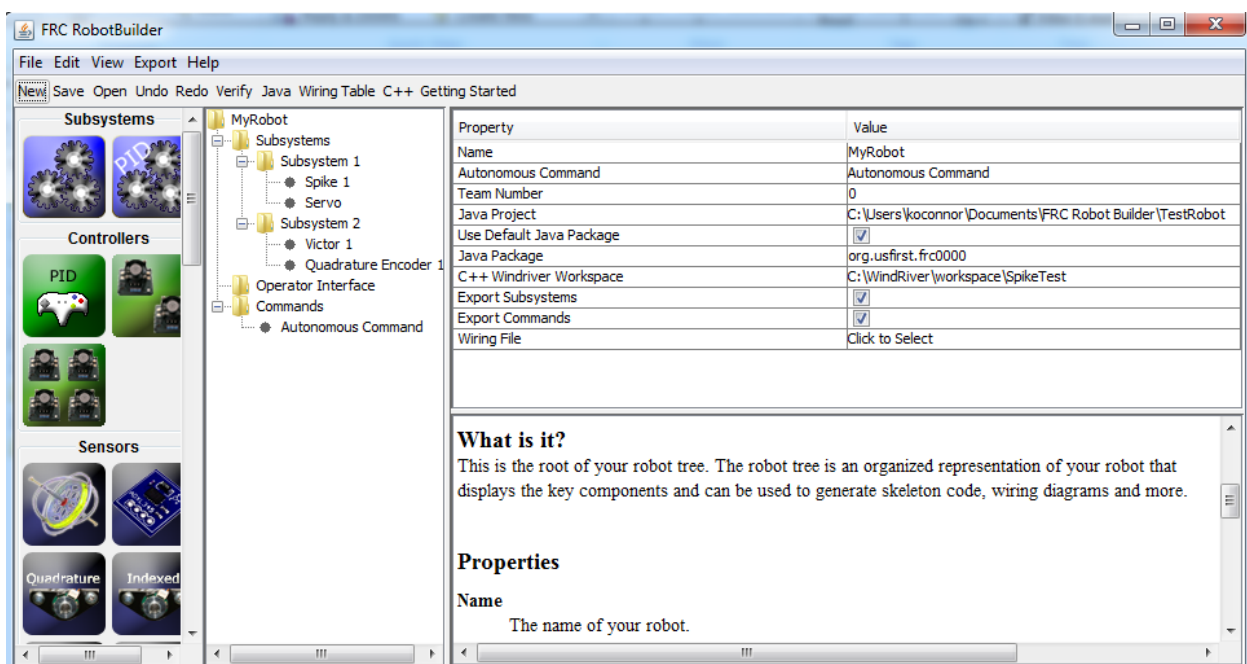 FRC RobotBuilder
File Edit View Export Help
New Save Open Undo Redo Verify Java Wiring Table C++ Getting Started
Subsystems
PID
Controllers
PID
Sensors
Quadrature
Indexed
MyRobot
Subsystems
Subsystem 1
Spike 1
Servo
Subsystem 2
Victor 1
Quadrature Encoder 1
Operator Interface
Commands
Autonomous Command
Property Value
Name MyRobot
Autonomous Command Autonomous Command
Team Number 0
Java Project C:\Users\koconnor\Documents\FRC Robot Builder\TestRobot
Use Default Java Package
Java Package org.usfirst.frc0000
C++ Windriver Workspace C:\WindRiver\workspace\SpikeTest
Export Subsystems
Export Commands
Wiring File Click to Select
What is it?
This is the root of your robot tree. The robot tree is an organized representation of your robot that
displays the key components and can be used to generate skeleton code, wiring diagrams and more.
Properties
Name
The name of your robot.